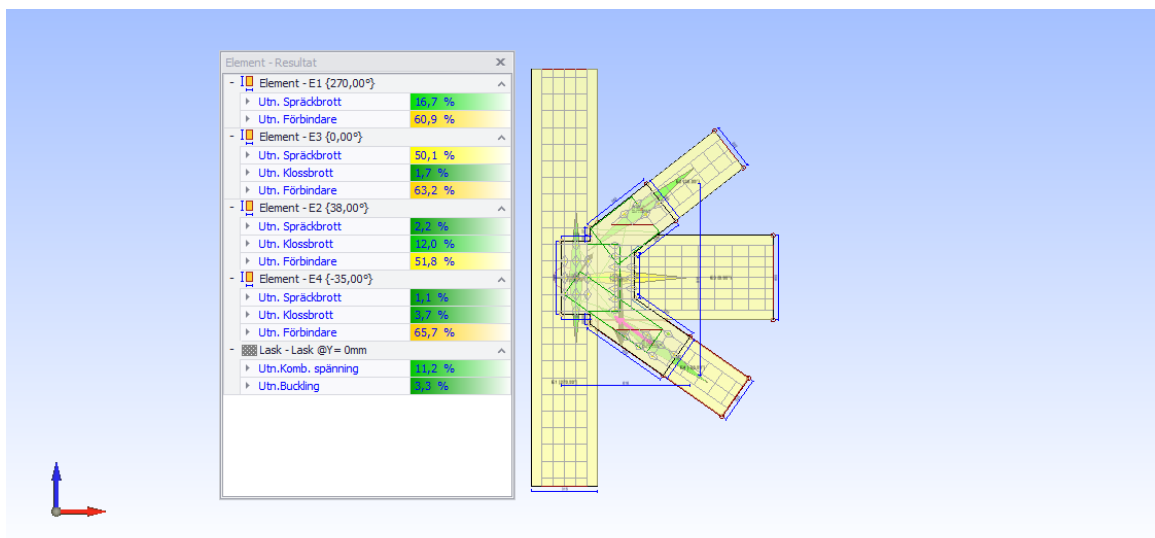 Element - Resultat
Element - E1 {270,00°}
Utn. Spräckbrott 16,7 %
Utn. Förbindare 60,9 %
Element - E3 {0,00°}
Utn. Spräckbrott 50,1 %
Utn. Klossbrott 1,7 %
Utn. Förbindare 63,2 %
Element - E2 {38,00°}
Utn. Spräckbrott 2,2 %
Utn. Klossbrott 12,0 %
Utn. Förbindare 51,8 %
Element - E4 {-35,00°}
Utn. Spräckbrott 1,1 %
Utn. Klossbrott 3,7 %
Utn. Förbindare 65,7 %
Lask - Lask @Y= 0mm
Utn.Komb. spänning 11,2 %
Utn.Buckling 3,3 %